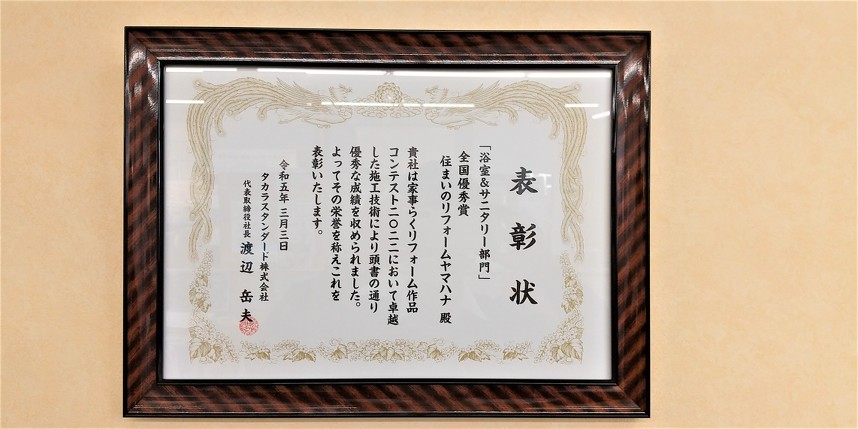 表彰状
「浴室&サニタリー部門」
全国優秀賞
住まいのリフォームヤマハナ 殿
貴社は家事らくリフォーム作品
コンテスト二〇二二において卓越
した施工技術により頭書の通り
優秀な成績を収められました。
よってその栄誉を称えこれを
表彰いたします。
令和五年 三月三日
タカラスタンダード株式会社
代表取締役社長 渡辺 岳夫